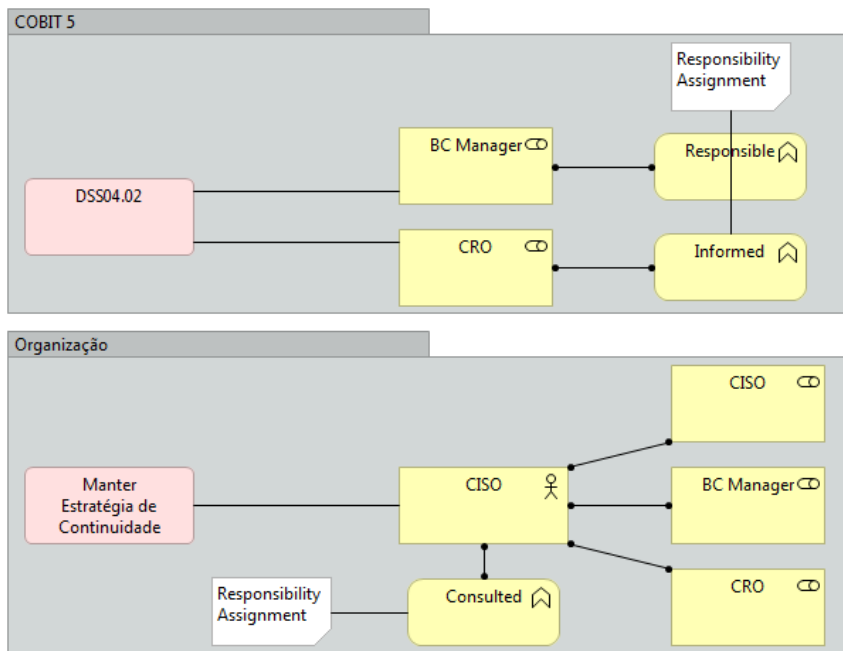 COBIT 5
Responsibility
Assignment
BC Manager
Responsible
DSS04.02
CRO
Informed
Organização
CISO
Manter
Estratégia de
Continuidade
CISO
BC Manager
Responsibility
Assignment
Consulted
CRO